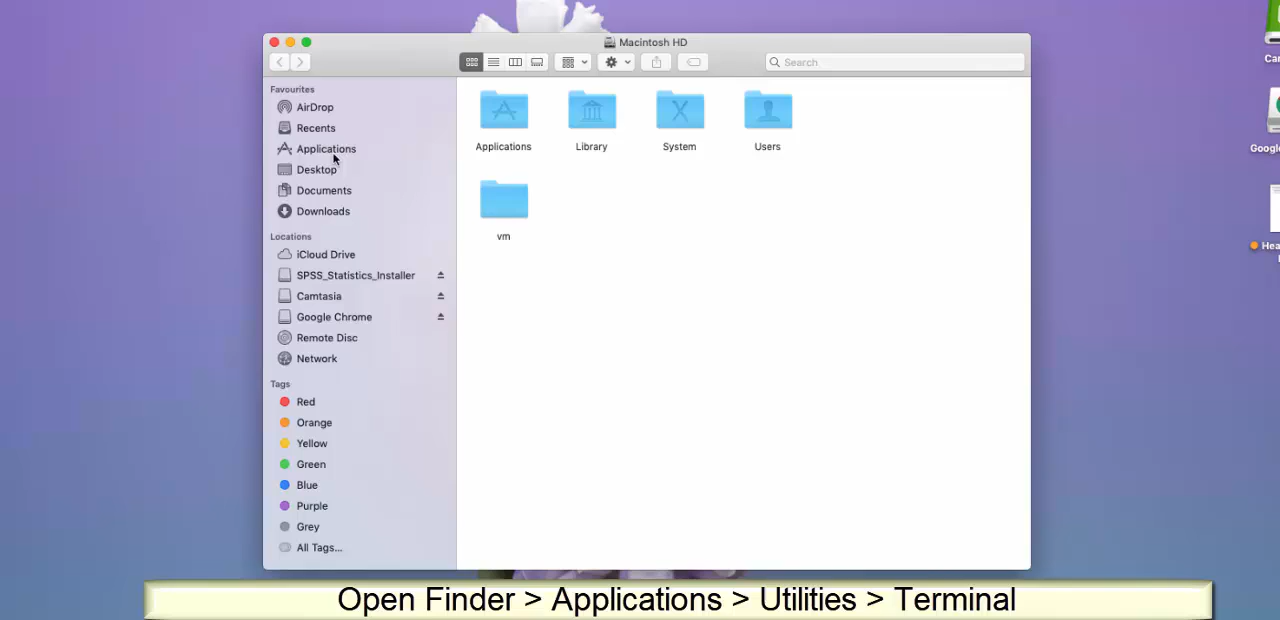 Macintosh HD
Search
Favourites
AirDrop
Recents
Applications
Desktop
Documents
Downloads
Locations
iCloud Drive
SPSS_Statistics_Installer
Camtasia
Google Chrome
Remote Disc
Network
Tags
Red
Orange
Yellow
Green
Blue
Purple
Grey
All Tags...
Applications
Library
System
Users
vm
Open Finder > Applications > Utilities > Terminal